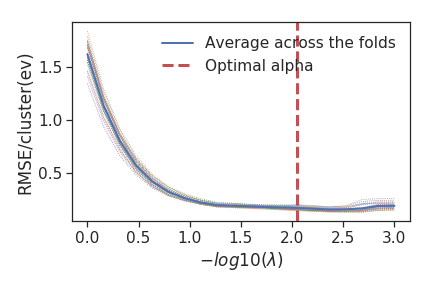 Average across the folds
Optimal alpha
RMSE/cluster(ev)
1.5
1.0
0.5
0.0 0.5 1.0 1.5 2.0 2.5 3.0
−log10(λ)